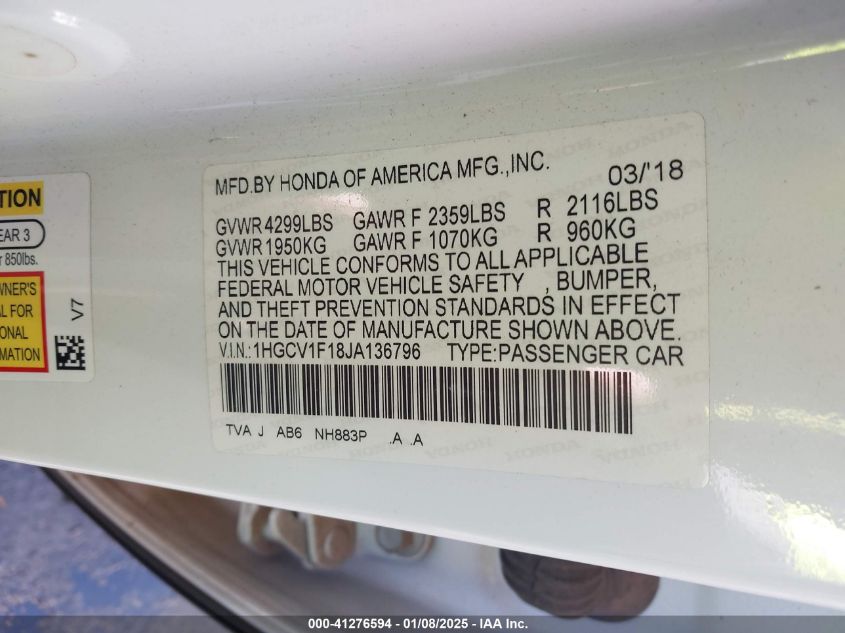 TION
EAR 3
r 850lbs.
WNER'S
AL FOR
ONAL
RMATION
V7
MFD.BY HONDA OF AMERICA MFG.,INC. 03/'18
GVWR 4299LBS GAWR F 2359LBS R 2116LBS
GVWR 1950KG GAWR F 1070KG R 960KG
THIS VEHICLE CONFORMS TO ALL APPLICABLE
FEDERAL MOTOR VEHICLE SAFETY , BUMPER,
AND THEFT PREVENTION STANDARDS IN EFFECT
ON THE DATE OF MANUFACTURE SHOWN ABOVE.
V.I.N.:1HGCV1F18JA136796 TYPE:PASSENGER CAR
TVA J AB6 NH883P .A .A
000-41276594 - 01/08/2025 - IAA Inc.